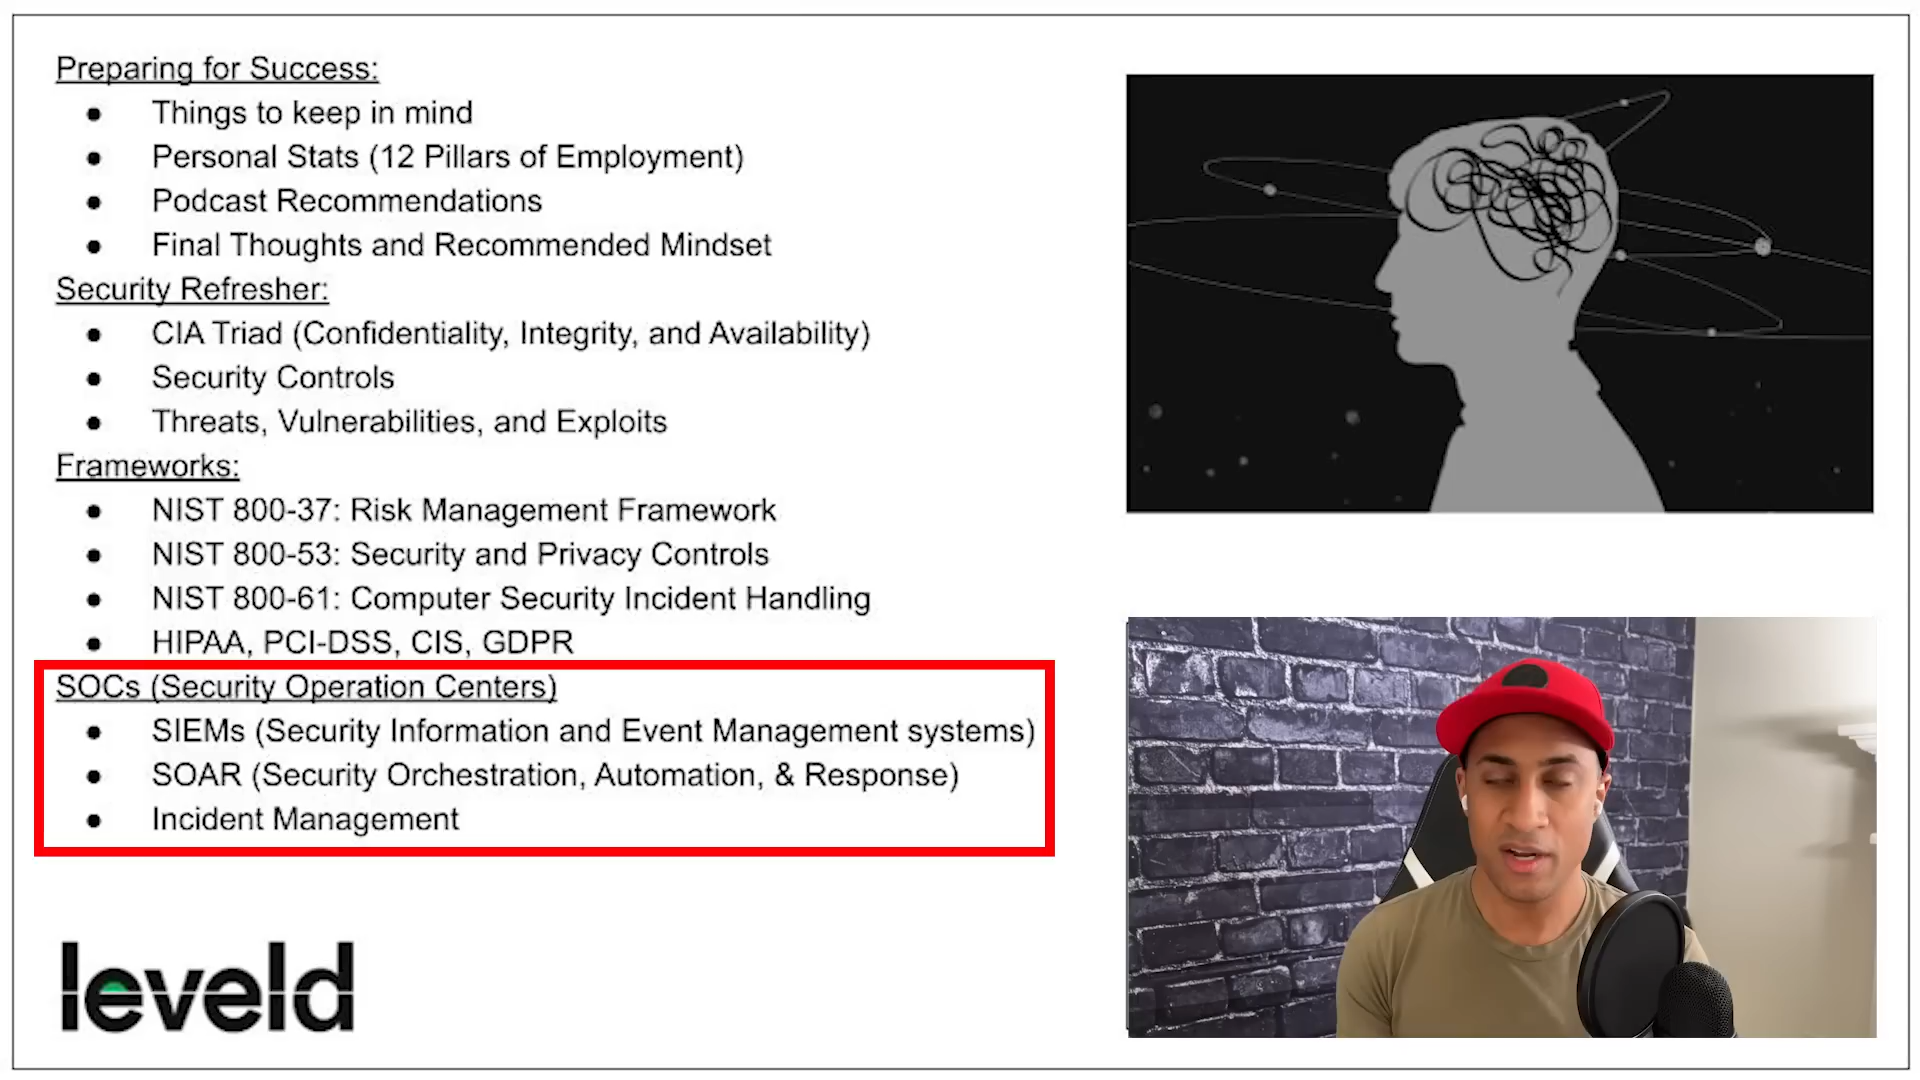 Preparing for Success:
● Things to keep in mind
● Personal Stats (12 Pillars of Employment)
● Podcast Recommendations
● Final Thoughts and Recommended Mindset
Security Refresher:
● CIA Triad (Confidentiality, Integrity, and Availability)
● Security Controls
● Threats, Vulnerabilities, and Exploits
Frameworks:
● NIST 800-37: Risk Management Framework
● NIST 800-53: Security and Privacy Controls
● NIST 800-61: Computer Security Incident Handling
● HIPAA, PCI-DSS, CIS, GDPR
SOCs (Security Operation Centers)
● SIEMs (Security Information and Event Management systems)
● SOAR (Security Orchestration, Automation, & Response)
● Incident Management
leveld